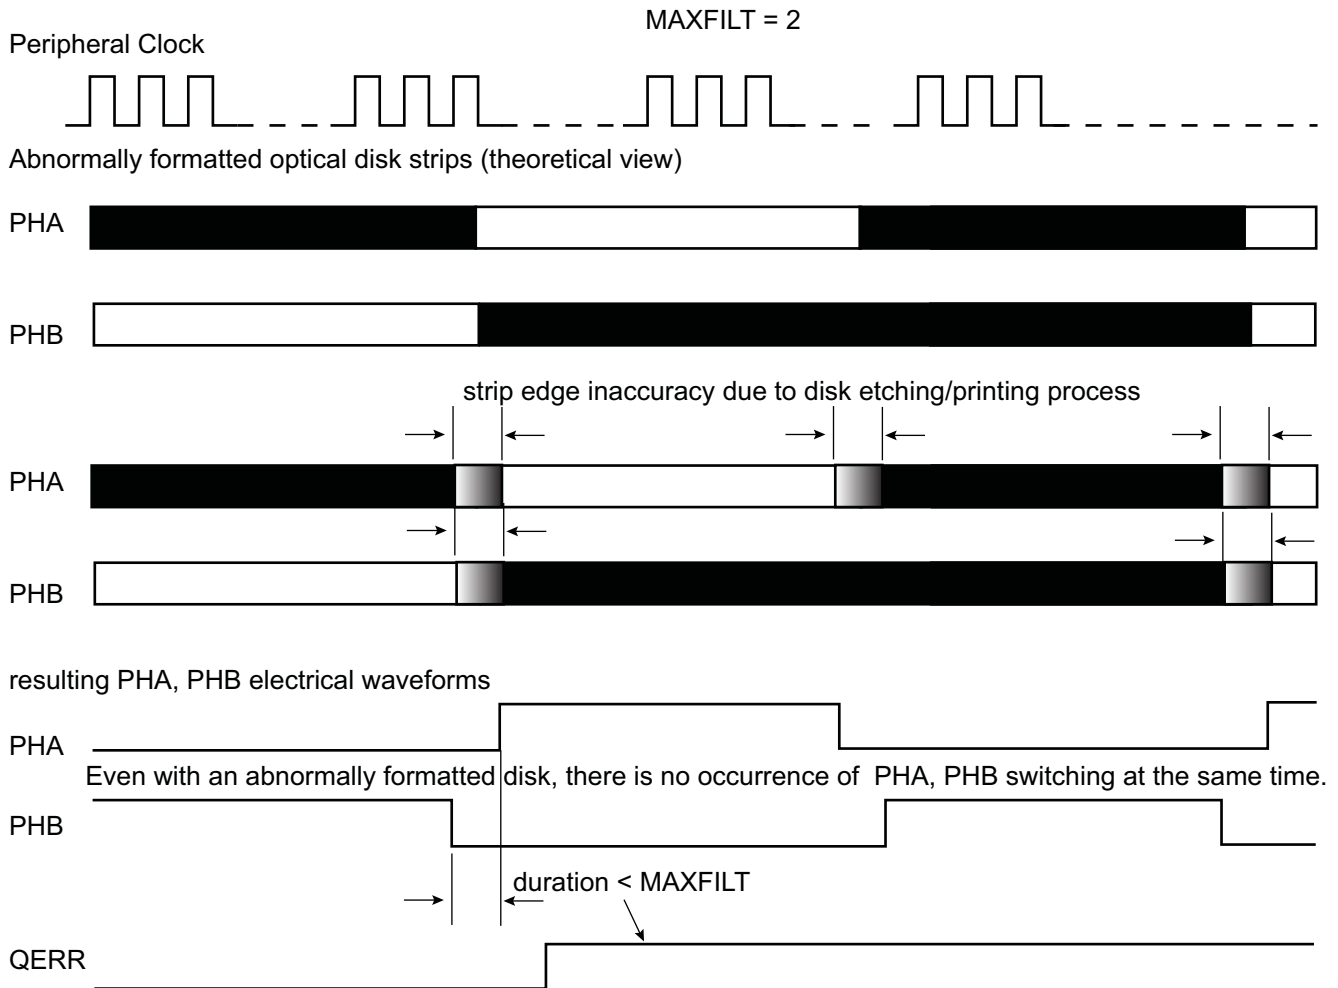 MAXFILT = 2
Peripheral Clock
Abnormally formatted optical disk strips (theoretical view)
PHA
PHB
strip edge inaccuracy due to disk etching/printing process
PHA
PHB
resulting PHA, PHB electrical waveforms
PHA
Even with an abnormally formatted disk, there is no occurrence of PHA, PHB switching at the same time.
PHB
duration < MAXFILT
QERR